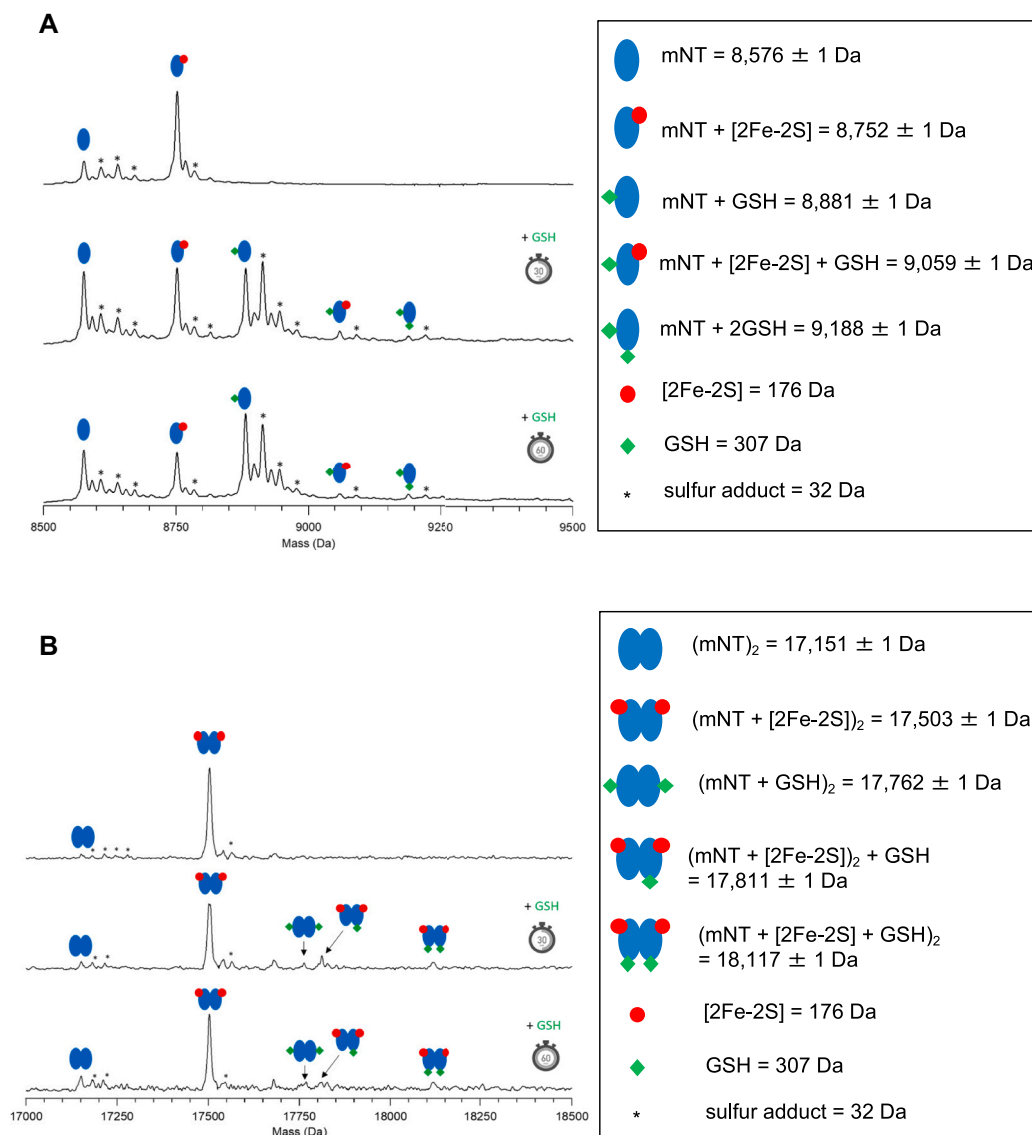 A
mNT = 8,576 ± 1 Da
mNT + [2Fe-2S] = 8,752 ± 1 Da
mNT + GSH = 8,881 ± 1 Da
mNT + [2Fe-2S] + GSH = 9,059 ± 1 Da
mNT + 2GSH = 9,188 ± 1 Da
[2Fe-2S] = 176 Da
GSH = 307 Da
* sulfur adduct = 32 Da
* * * *
+ GSH
30
* * * * * * * * * *
+ GSH
60
* * * * * * * * *
8500 8750 9000 9250 9500
Mass (Da)
B
(mNT)₂ = 17,151 ± 1 Da
(mNT + [2Fe-2S])₂ = 17,503 ± 1 Da
(mNT + GSH)₂ = 17,762 ± 1 Da
(mNT + [2Fe-2S])₂ + GSH
= 17,811 ± 1 Da
(mNT + [2Fe-2S] + GSH)₂
= 18,117 ± 1 Da
[2Fe-2S] = 176 Da
GSH = 307 Da
* sulfur adduct = 32 Da
* * * * *
+ GSH
30
* * *
+ GSH
60
* * *
17000 17250 17500 17750 18000 18250 18500
Mass (Da)